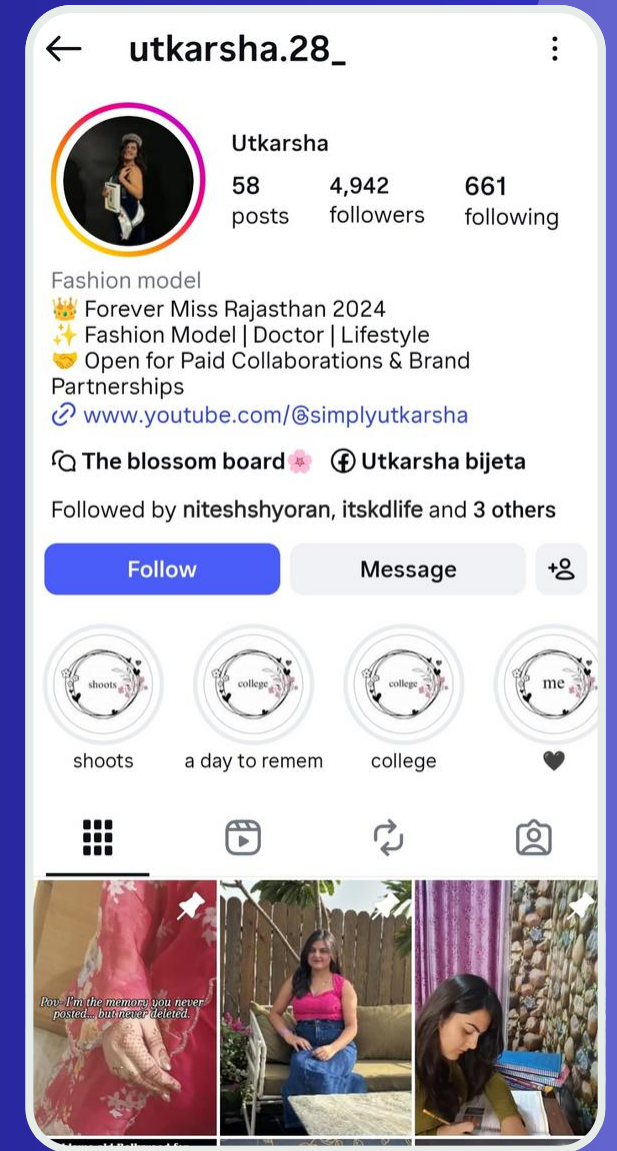 utkarsha.28_
Utkarsha
58 4,942 661
posts followers following
Fashion model
👑 Forever Miss Rajasthan 2024
✨ Fashion Model | Doctor | Lifestyle
🤝 Open for Paid Collaborations & Brand
Partnerships
www.youtube.com/@simplyutkarsha
The blossom board🌸 Utkarsha bijeta
Followed by niteshshyoran, itskdlife and 3 others
Follow Message
shoots college college me
shoots a day to remem college 🖤
Pov- I'm the memory you never
posted... but never deleted.